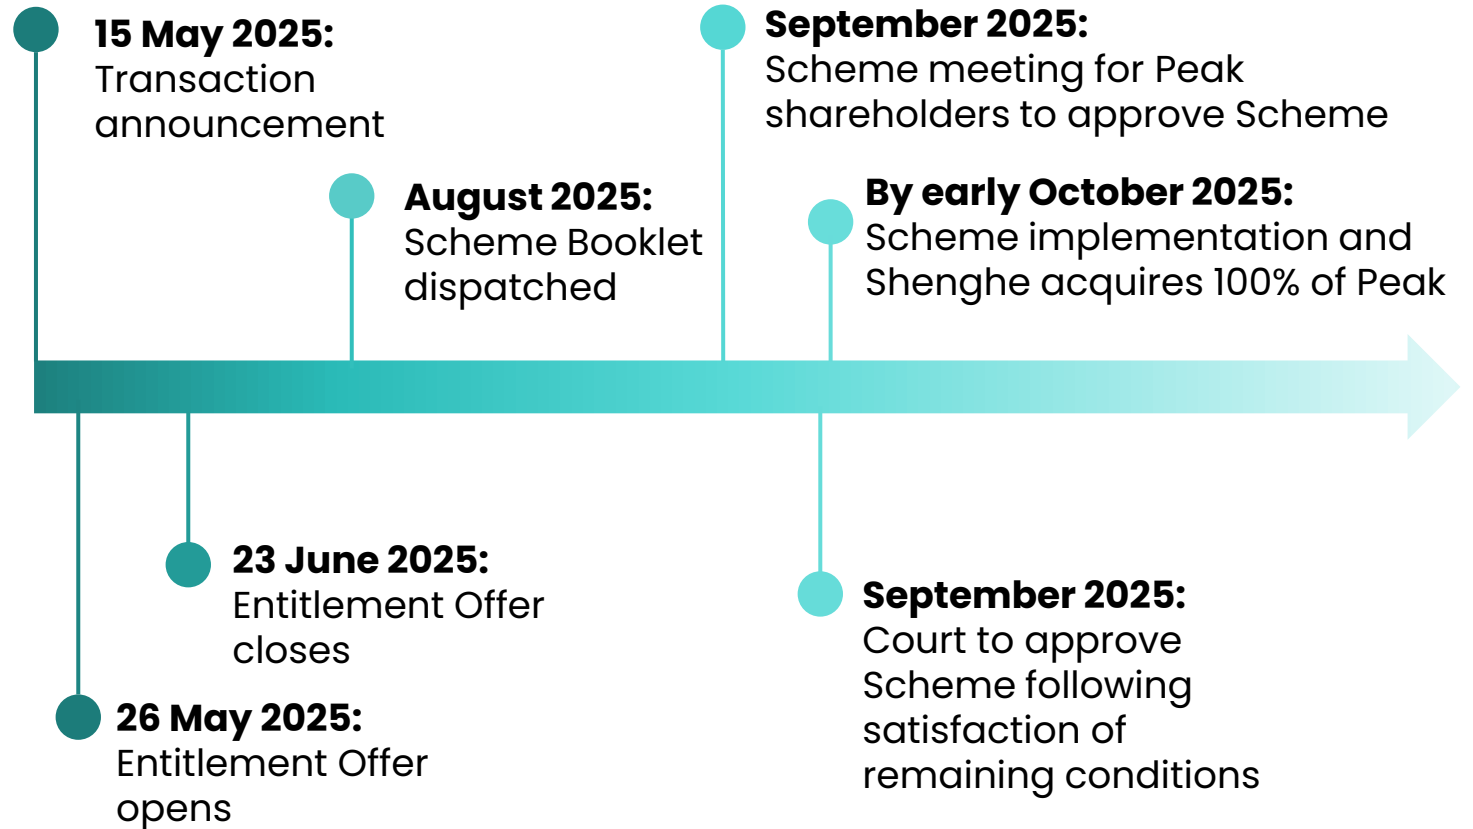 15 May 2025:
Transaction
announcement
September 2025:
Scheme meeting for Peak
shareholders to approve Scheme
August 2025:
Scheme Booklet
dispatched
By early October 2025:
Scheme implementation and
Shenghe acquires 100% of Peak
23 June 2025:
Entitlement Offer
closes
26 May 2025:
Entitlement Offer
opens
September 2025:
Court to approve
Scheme following
satisfaction of
remaining conditions